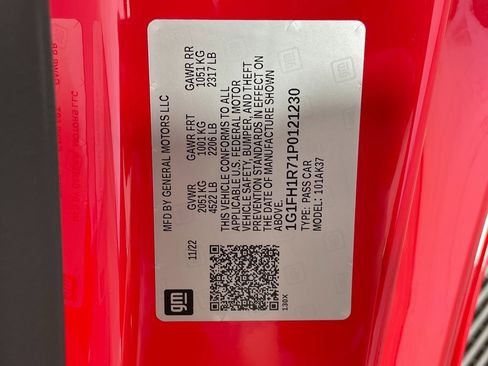 MFD BY GENERAL MOTORS LLC
11/22
GVWR
2051 KG
4522 LB
GAWR FRT
1001 KG
2206 LB
GAWR RR
1051 KG
2317 LB
THIS VEHICLE CONFORMS TO ALL
APPLICABLE U.S. FEDERAL MOTOR
VEHICLE SAFETY, BUMPER, AND THEFT
PREVENTION STANDARDS IN EFFECT ON
THE DATE OF MANUFACTURE SHOWN
ABOVE.
1G1FH1R71P0121230
TYPE: PASS CAR
MODEL: 101AK37
gm
130X